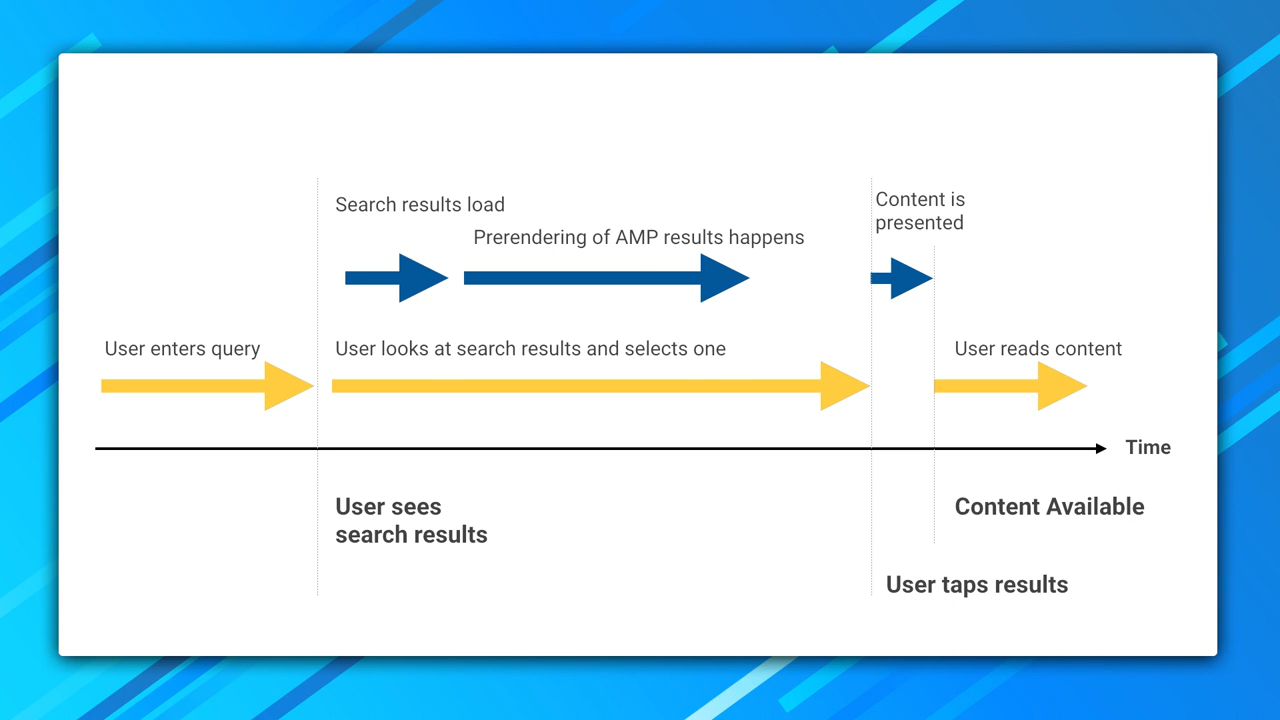 Search results load
Prerendering of AMP results happens
Content is
presented
User enters query
User looks at search results and selects one
User reads content
Time
User sees
search results
Content Available
User taps results